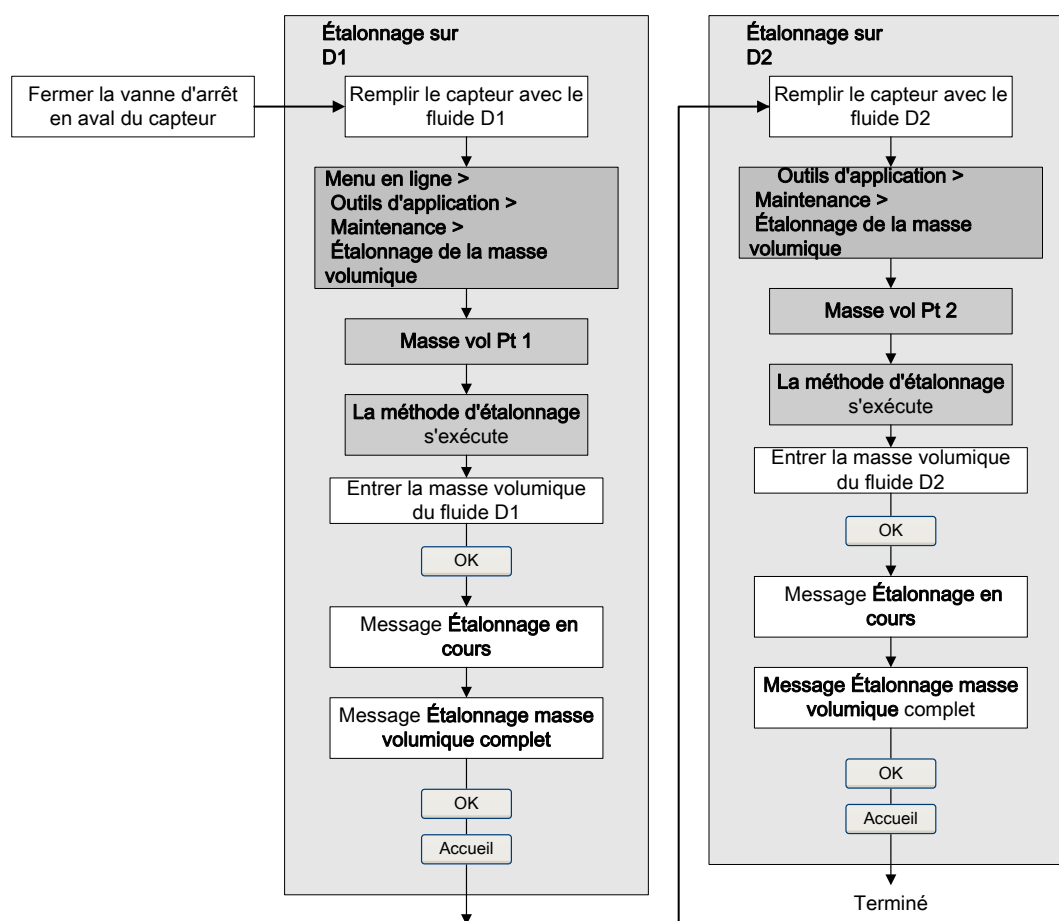 Fermer la vanne d'arrêt
en aval du capteur
Étalonnage sur
D1
Remplir le capteur avec le
fluide D1
Menu en ligne >
Outils d'application >
Maintenance >
Étalonnage de la masse
volumique
Masse vol Pt 1
La méthode d'étalonnage
s'exécute
Entrer la masse volumique
du fluide D1
OK
Message Étalonnage en
cours
Message Étalonnage masse
volumique complet
OK
Accueil
Étalonnage sur
D2
Remplir le capteur avec le
fluide D2
Outils d'application >
Maintenance >
Étalonnage de la masse
volumique
Masse vol Pt 2
La méthode d'étalonnage
s'exécute
Entrer la masse volumique
du fluide D2
OK
Message Étalonnage en
cours
Message Étalonnage masse
volumique complet
OK
Accueil
Terminé